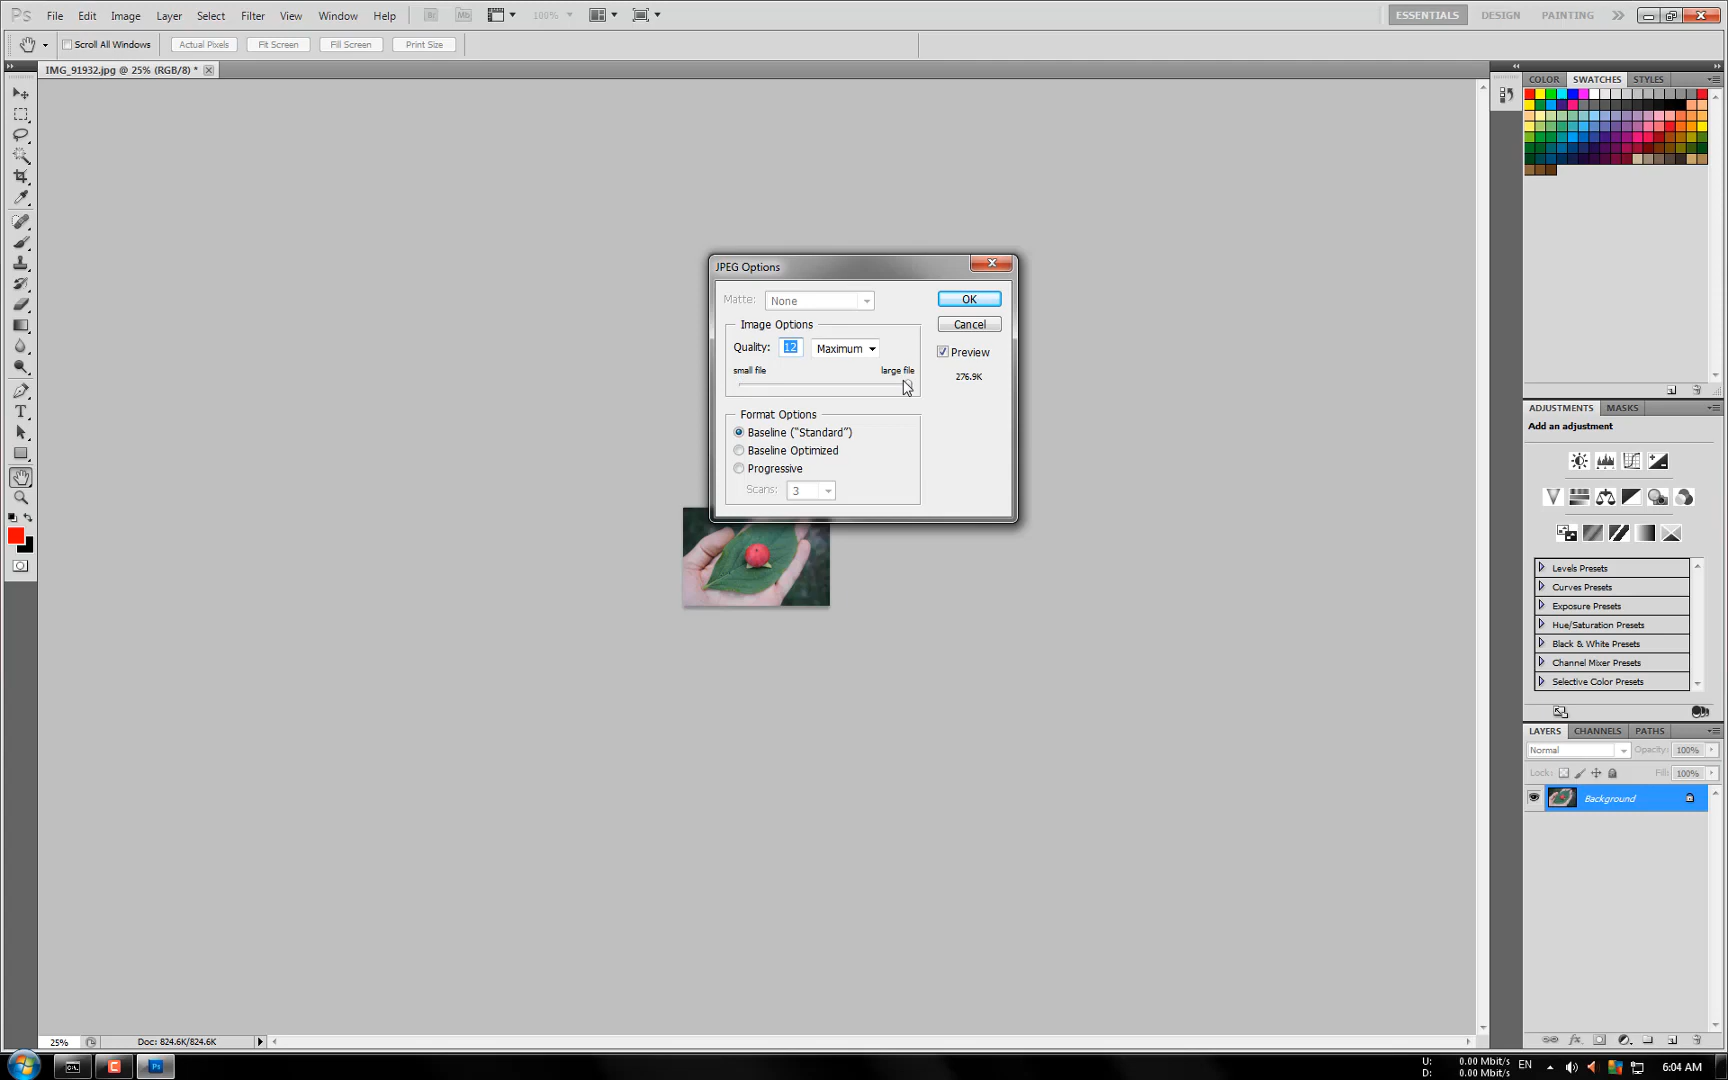 Ps File Edit Image Layer Select Filter View Window Help Br Mb 100% ESSENTIALS DESIGN PAINTING
Scroll All Windows Actual Pixels Fit Screen Fill Screen Print Size
IMG_91932.jpg @ 25% (RGB/8) *
COLOR SWATCHES STYLES
JPEG Options
Matte: None
OK
Image Options
Cancel
Quality: 12 Maximum
Preview
small file large file
276.9K
Format Options
Baseline ("Standard")
Baseline Optimized
Progressive
Scans: 3
ADJUSTMENTS MASKS
Add an adjustment
Levels Presets
Curves Presets
Exposure Presets
Hue/Saturation Presets
Black & White Presets
Channel Mixer Presets
Selective Color Presets
LAYERS CHANNELS PATHS
Normal Opacity: 100%
Lock: Fill: 100%
Background
25% Doc: 824.6K/824.6K
U: 0.00 Mbit/s
D: 0.00 Mbit/s
EN
6:04 AM